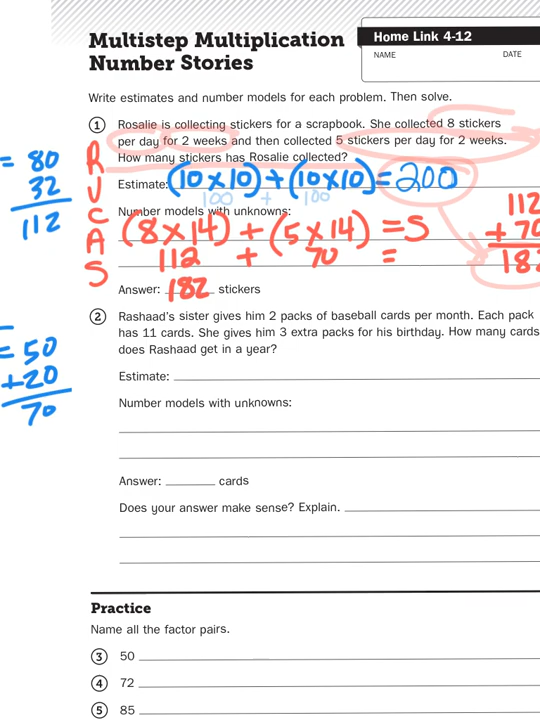 Multistep Multiplication
Number Stories
Home Link 4-12
NAME DATE
Write estimates and number models for each problem. Then solve.
1 Rosalie is collecting stickers for a scrapbook. She collected 8 stickers
per day for 2 weeks and then collected 5 stickers per day for 2 weeks.
How many stickers has Rosalie collected?
Estimate: (10 x 10) + (10 x 10) = 200
100 + 100
Number models with unknowns:
(8 x 14) + (5 x 14) = S
112 + 70 =
Answer: 182 stickers
R
U
C
A
S
= 80
32
112
112
+ 70
182
2 Rashaad's sister gives him 2 packs of baseball cards per month. Each pack
has 11 cards. She gives him 3 extra packs for his birthday. How many cards
does Rashaad get in a year?
Estimate:
Number models with unknowns:
Answer: cards
Does your answer make sense? Explain.
= 50
+20
70
Practice
Name all the factor pairs.
3 50
4 72
5 85